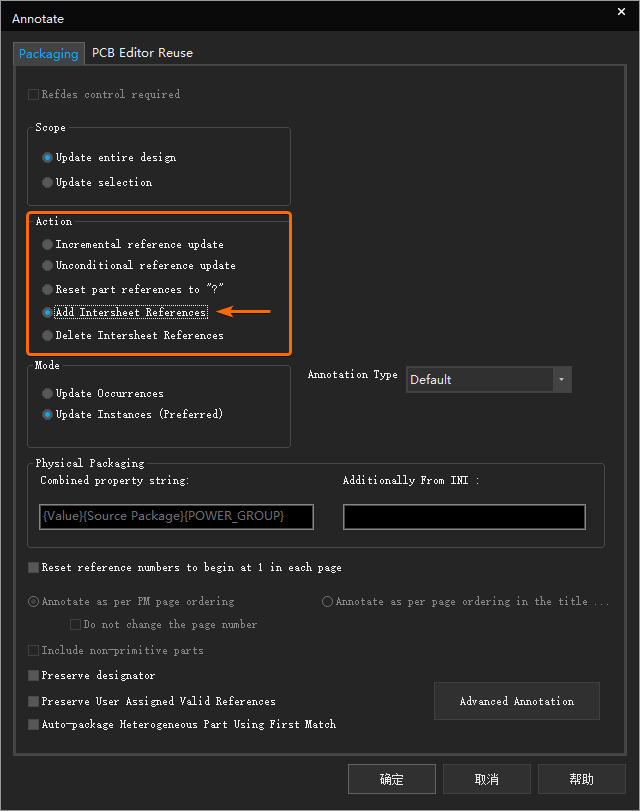 Annotate
Packaging
PCB Editor Reuse
Refdes control required
Scope
Update entire design
Update selection
Action
Incremental reference update
Unconditional reference update
Reset part references to "?"
Add Intersheet References
Delete Intersheet References
Mode
Update Occurrences
Update Instances (Preferred)
Annotation Type
Default
Physical Packaging
Combined property string:
Additionally From INI :
{Value}{Source Package}{POWER_GROUP}
Reset reference numbers to begin at 1 in each page
Annotate as per PM page ordering
Annotate as per page ordering in the title ...
Do not change the page number
Include non-primitive parts
Preserve designator
Preserve User Assigned Valid References
Advanced Annotation
Auto-package Heterogeneous Part Using First Match
确定
取消
帮助